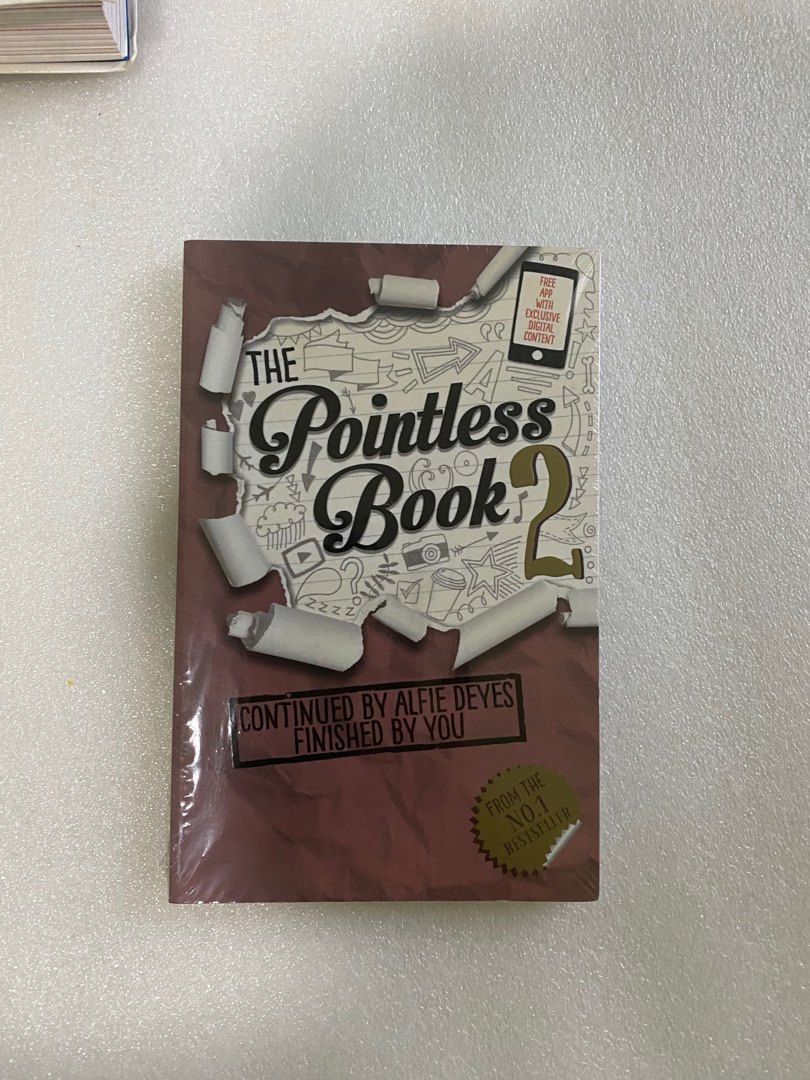 FREE
APP
WITH
EXCLUSIVE
DIGITAL
CONTENT
THE
Pointless
Book 2
ZZZZZ
CONTINUED BY ALFIE DEYES
FINISHED BY YOU
FROM THE
NO.1
BESTSELLER